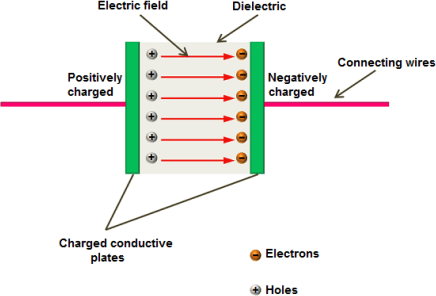 Electric field
Dielectric
Positively
charged
Negatively
charged
Connecting wires
Charged conductive
plates
Electrons
Holes